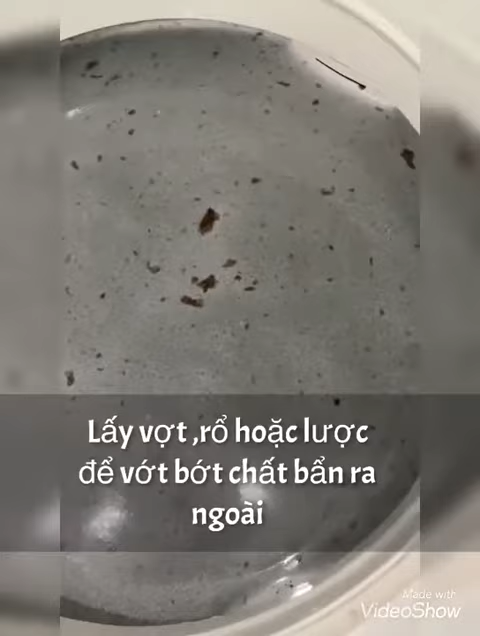 Lấy vợt ,rổ hoặc lược
để vớt bớt chất bẩn ra
ngoài
Made with
VideoShow